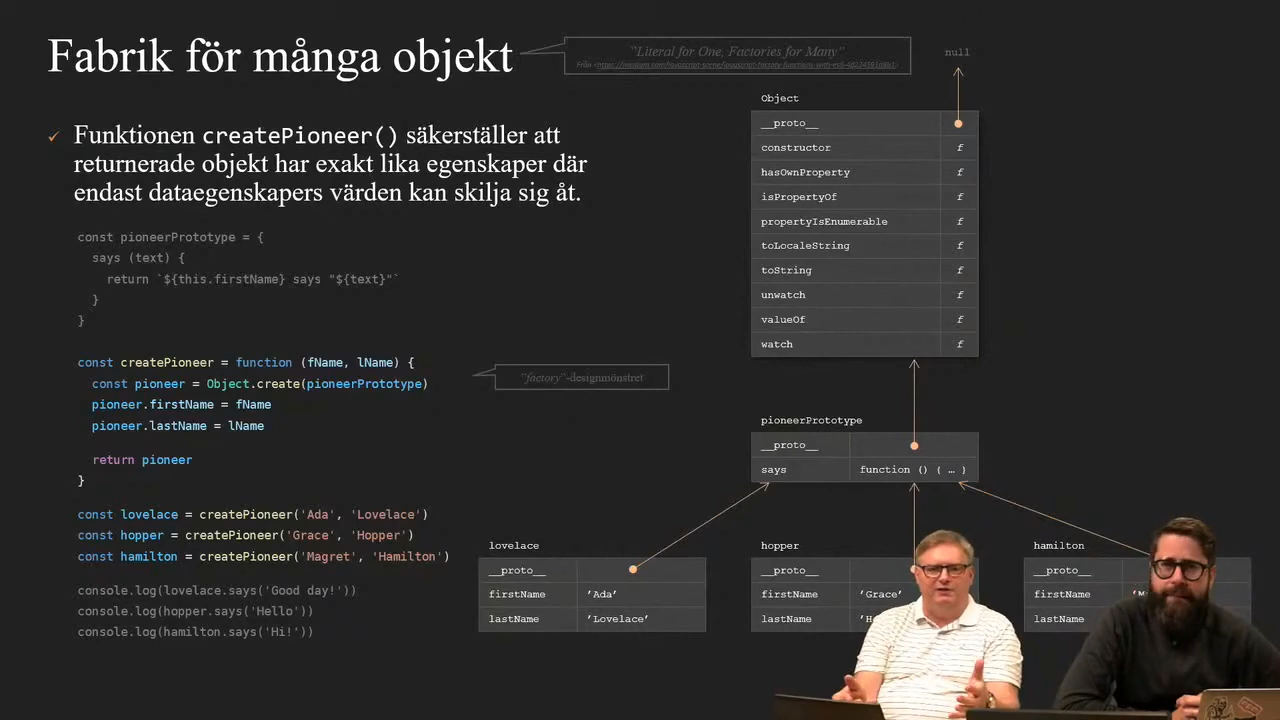 Fabrik för många objekt
"Literal for One, Factories for Many"
null
Object
__proto__
constructor f
hasOwnProperty f
isPropertyOf f
propertyIsEnumerable f
toLocaleString f
toString f
unwatch f
valueOf f
watch f
✓ Funktionen createPioneer() säkerställer att
returnerade objekt har exakt lika egenskaper där
endast dataegenskapers värden kan skilja sig åt.
const pioneerPrototype = {
says (text) {
return `${this.firstName} says "${text}"`
}
}
const createPioneer = function (fName, lName) {
const pioneer = Object.create(pioneerPrototype)
pioneer.firstName = fName
pioneer.lastName = lName
return pioneer
}
"factory"-designmönstret
const lovelace = createPioneer('Ada', 'Lovelace')
const hopper = createPioneer('Grace', 'Hopper')
const hamilton = createPioneer('Magret', 'Hamilton')
console.log(lovelace.says('Good day!'))
console.log(hopper.says('Hello'))
console.log(hamilton.says('Hi!'))
pioneerPrototype
__proto__
says function () { … }
lovelace
__proto__
firstName ’Ada’
lastName ’Lovelace’
hopper
__proto__
firstName ’Grace’
lastName
hamilton
__proto__
firstName
lastName